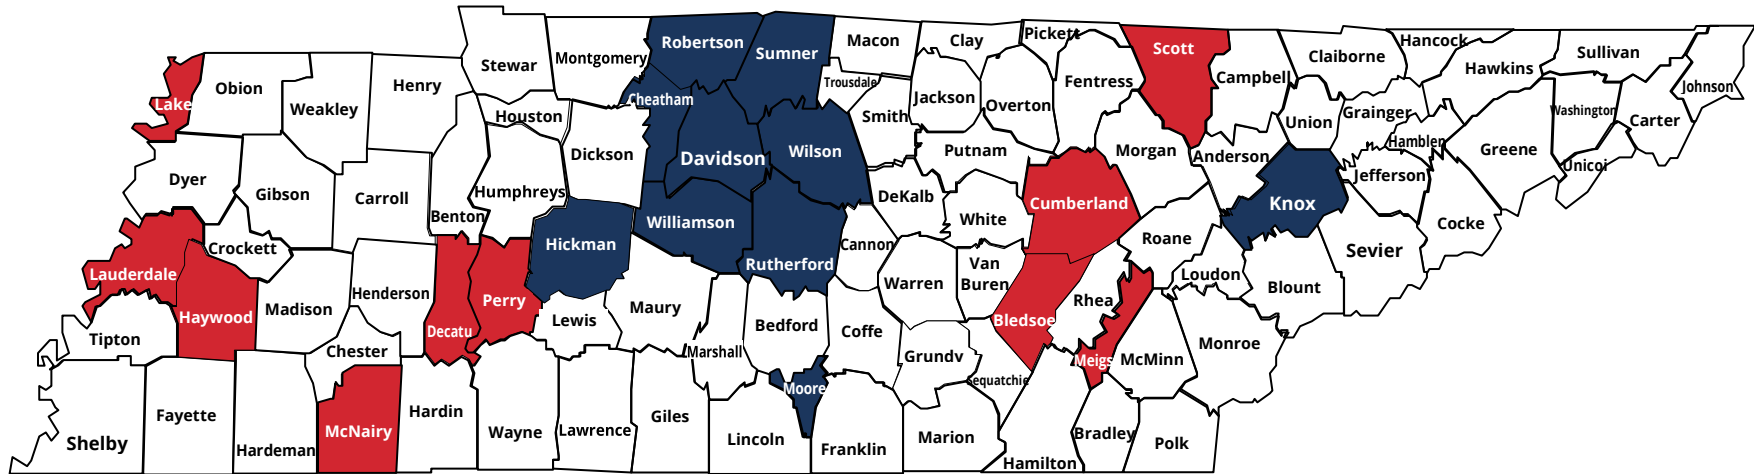 Pickett
Hancock
Clay
Macon
Robertson
Scott
Sullivan
Sumner
Claiborne
Montgomery
Stewar
Hawkins
Campbell
Fentress
Trousdale
Henry
Johnson
Obion
Jackson
Cheatham
Lake
Overton
Weakley
Washington
Grainger
Houston
Smith
Carter
Union
Hamblen
Putnam
Morgan
Wilson
Greene
Dickson
Anderson
Davidson
Unicoi
Jefferson
Dyer
Humphreys
Gibson
DeKalb
Carroll
Cumberland
Knox
Benton
White
Williamson
Cocke
Roane
Hickman
Cannon
Crockett
Sevier
Van
Buren
Rutherford
Lauderdale
Loudon
Warren
Blount
Henderson
Perry
Rhea
Maury
Madison
Haywood
Lewis
Bledsoe
Bedford
Coffe
Decatu
Tipton
Monroe
Chester
Marshall
Grundv
McMinn
Meigs
Sequatchie
Moore
Hardin
Fayette
Giles
Lawrence
McNairy
Wayne
Bradley
Marion
Lincoln
Shelby
Polk
Franklin
Hardeman
Hamilton